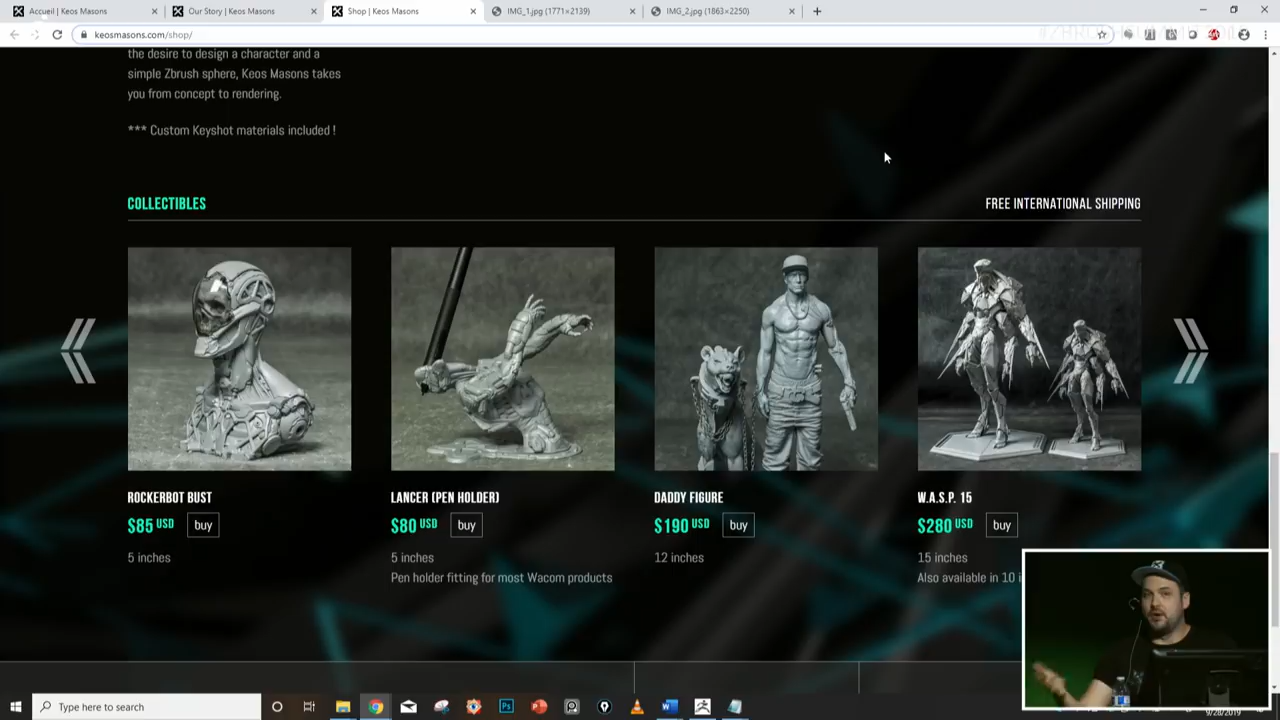 Accueil | Keos Masons
Our Story | Keos Masons
Shop | Keos Masons
IMG_1.jpg (1771×2139)
IMG_2.jpg (1863×2250)
keosmasons.com/shop/
the desire to design a character and a
simple Zbrush sphere, Keos Masons takes
you from concept to rendering.
*** Custom Keyshot materials included !
COLLECTIBLES
FREE INTERNATIONAL SHIPPING
ROCKERBOT BUST
$85 USD buy
5 inches
LANCER (PEN HOLDER)
$80 USD buy
5 inches
Pen holder fitting for most Wacom products
DADDY FIGURE
$190 USD buy
12 inches
W.A.S.P. 15
$280 USD buy
15 inches
Also available in 10 i
Type here to search
Ps
9/28/2019